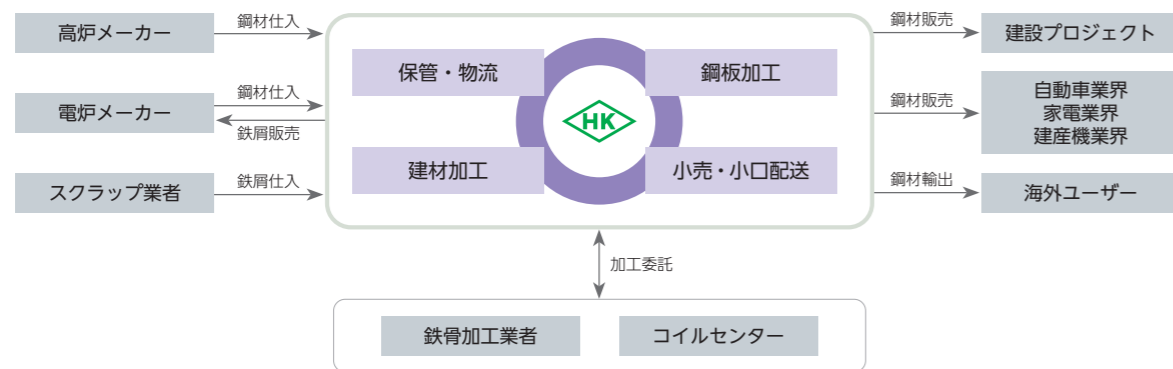 高炉メーカー
鋼材仕入
電炉メーカー
鋼材仕入
鉄屑販売
スクラップ業者
鉄屑仕入
保管・物流
鋼板加工
HK
建材加工
小売・小口配送
鋼材販売
建設プロジェクト
鋼材販売
自動車業界
家電業界
建産機業界
鋼材輸出
海外ユーザー
加工委託
鉄骨加工業者
コイルセンター